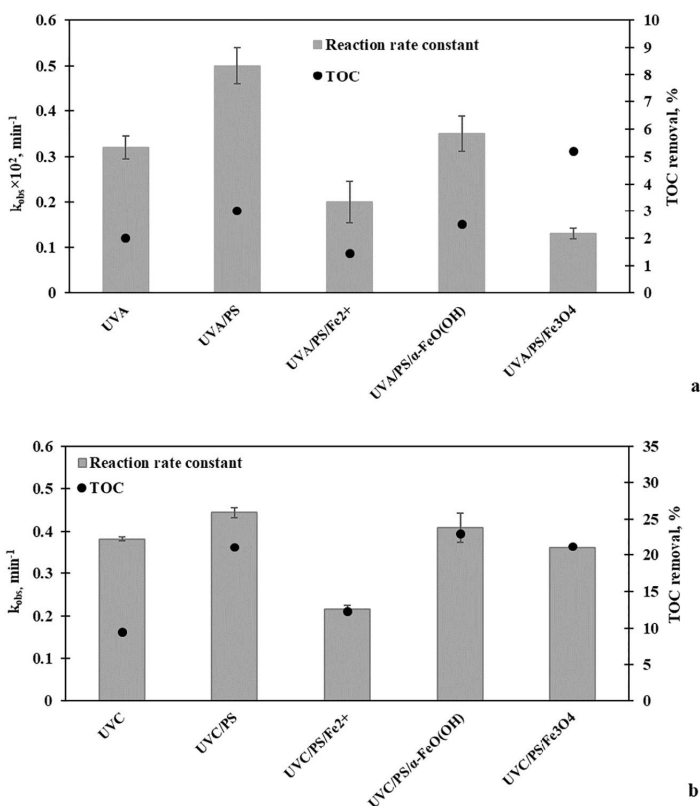 0.6
0.5
0.4
0.3
0.2
0.1
0
k_obs×10², min⁻¹
Reaction rate constant
TOC
10
9
8
7
6
5
4
3
2
1
0
TOC removal, %
UVA
UVA/PS
UVA/PS/Fe2+
UVA/PS/α-FeO(OH)
UVA/PS/Fe3O4
a
0.6
0.5
0.4
0.3
0.2
0.1
0
k_obs, min⁻¹
Reaction rate constant
TOC
35
30
25
20
15
10
5
0
TOC removal, %
UVC
UVC/PS
UVC/PS/Fe2+
UVC/PS/α-FeO(OH)
UVC/PS/Fe3O4
b